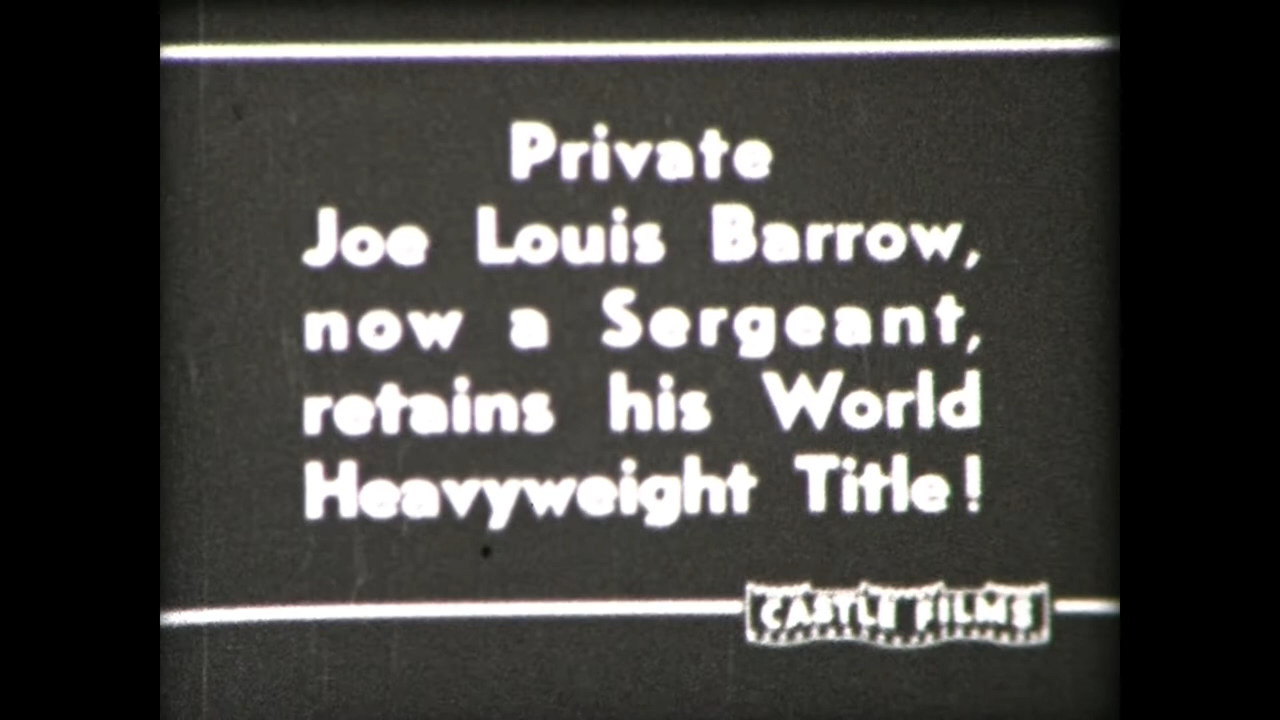 Private
Joe Louis Barrow,
now a Sergeant,
retains his World
Heavyweight Title!
CASTLE FILMS